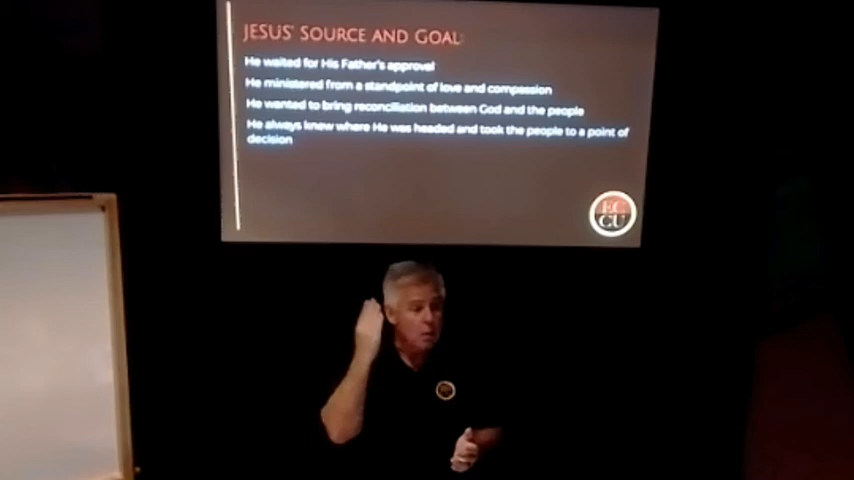 JESUS' SOURCE AND GOAL:
He waited for His Father's approval
He ministered from a standpoint of love and compassion
He wanted to bring reconciliation between God and the people
He always knew where He was headed and took the people to a point of
decision
EC
CU